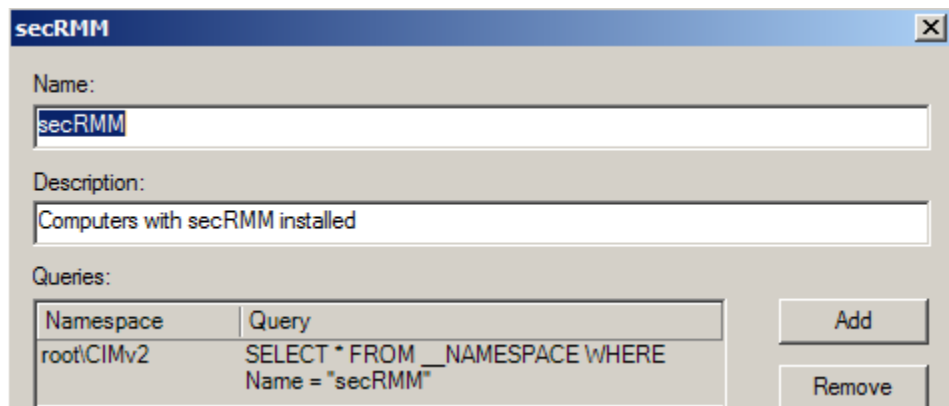 secRMM
Name:
secRMM
Description:
Computers with secRMM installed
Queries:
Namespace Query
Add
root\CIMv2 SELECT * FROM __NAMESPACE WHERE
Name = "secRMM"
Remove